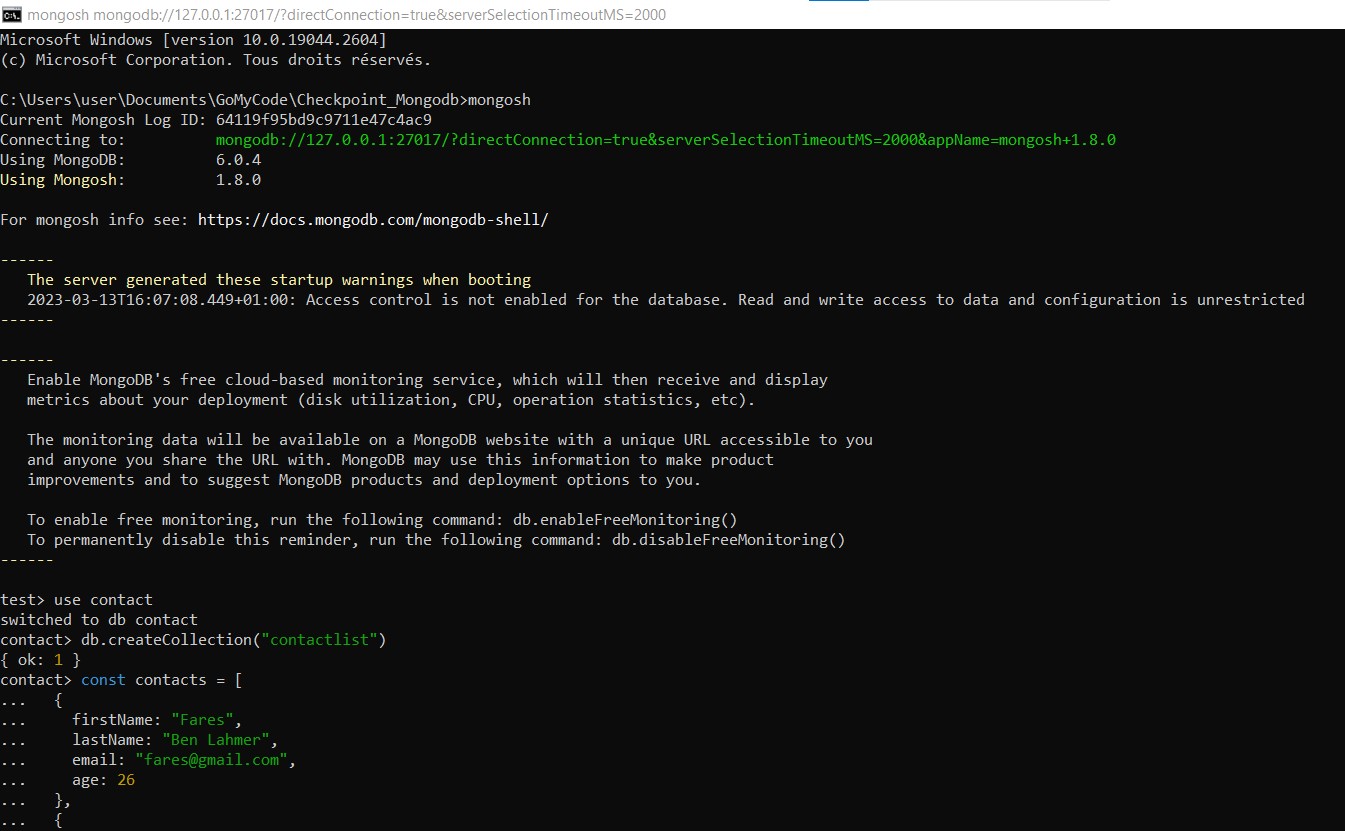 mongosh mongodb://127.0.0.1:27017/?directConnection=true&serverSelectionTimeoutMS=2000
Microsoft Windows [version 10.0.19044.2604]
(c) Microsoft Corporation. Tous droits réservés.
C:\Users\user\Documents\GoMyCode\Checkpoint_Mongodb>mongosh
Current Mongosh Log ID: 64119f95bd9c9711e47c4ac9
Connecting to:          mongodb://127.0.0.1:27017/?directConnection=true&serverSelectionTimeoutMS=2000&appName=mongosh+1.8.0
Using MongoDB:          6.0.4
Using Mongosh:          1.8.0
For mongosh info see: https://docs.mongodb.com/mongodb-shell/
------
   The server generated these startup warnings when booting
   2023-03-13T16:07:08.449+01:00: Access control is not enabled for the database. Read and write access to data and configuration is unrestricted
------
------
   Enable MongoDB's free cloud-based monitoring service, which will then receive and display
   metrics about your deployment (disk utilization, CPU, operation statistics, etc).
   The monitoring data will be available on a MongoDB website with a unique URL accessible to you
   and anyone you share the URL with. MongoDB may use this information to make product
   improvements and to suggest MongoDB products and deployment options to you.
   To enable free monitoring, run the following command: db.enableFreeMonitoring()
   To permanently disable this reminder, run the following command: db.disableFreeMonitoring()
------
test> use contact
switched to db contact
contact> db.createCollection("contactlist")
{ ok: 1 }
contact> const contacts = [
...   {
...     firstName: "Fares",
...     lastName: "Ben Lahmer",
...     email: "fares@gmail.com",
...     age: 26
...   },
...   {